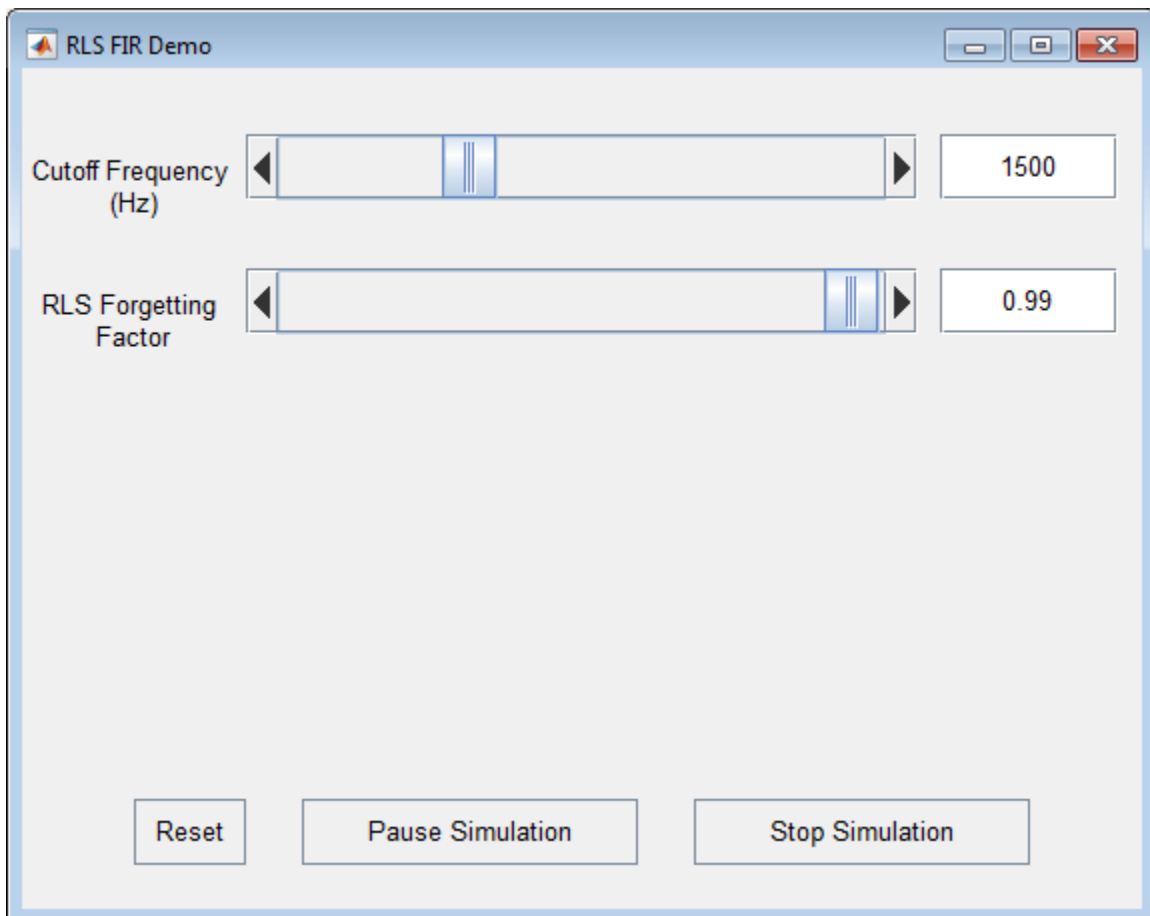 RLS FIR Demo
Cutoff Frequency
(Hz)
1500
RLS Forgetting
Factor
0.99
Reset
Pause Simulation
Stop Simulation